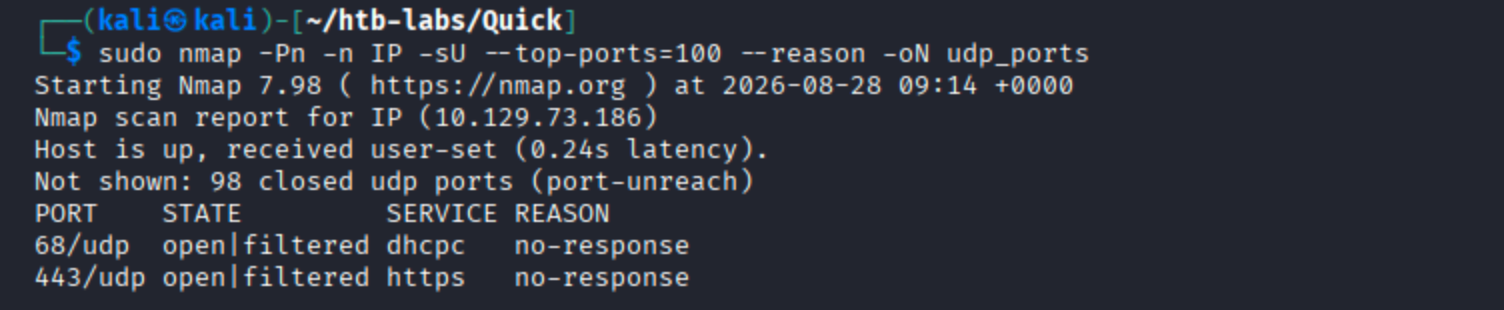 ┌──(kali㉿kali)-[~/htb-labs/Quick]
└─$ sudo nmap -Pn -n IP -sU --top-ports=100 --reason -oN udp_ports
Starting Nmap 7.98 ( https://nmap.org ) at 2026-08-28 09:14 +0000
Nmap scan report for IP (10.129.73.186)
Host is up, received user-set (0.24s latency).
Not shown: 98 closed udp ports (port-unreach)
PORT    STATE         SERVICE REASON
68/udp  open|filtered dhcpc   no-response
443/udp open|filtered https   no-response